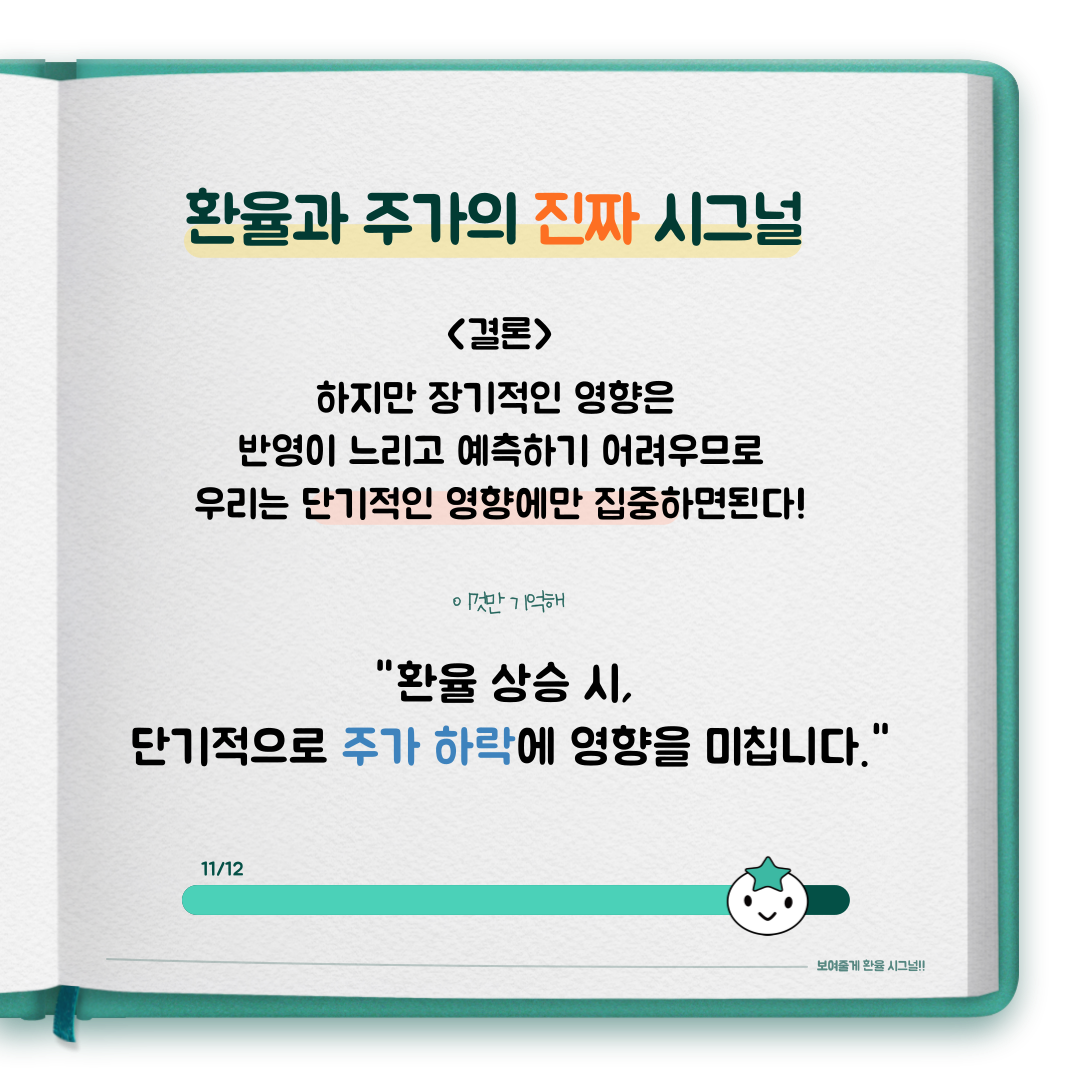 환율과 주가의 진짜 시그널
<결론>
하지만 장기적인 영향은
반영이 느리고 예측하기 어려우므로
우리는 단기적인 영향에만 집중하면된다!
이것만 기억해
"환율 상승 시,
단기적으로 주가 하락에 영향을 미칩니다."
11/12
보여줄게 환율 시그널!!